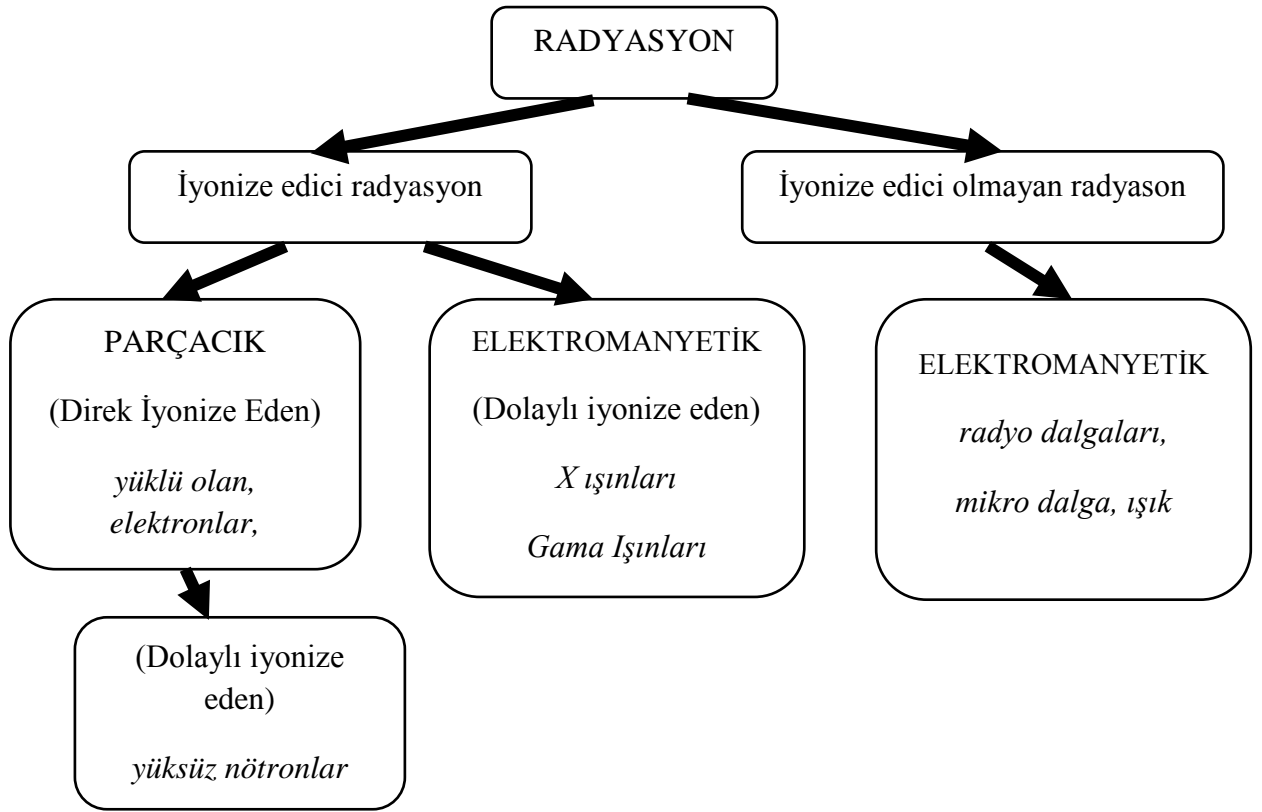 RADYASYON
İyonize edici radyasyon
İyonize edici olmayan radyason
PARÇACIK
(Direk İyonize Eden)
yüklü olan,
elektronlar,
ELEKTROMANYETİK
(Dolaylı iyonize eden)
X ışınları
Gama Işınları
ELEKTROMANYETİK
radyo dalgaları,
mikro dalga, ışık
(Dolaylı iyonize
eden)
yüksüz nötronlar